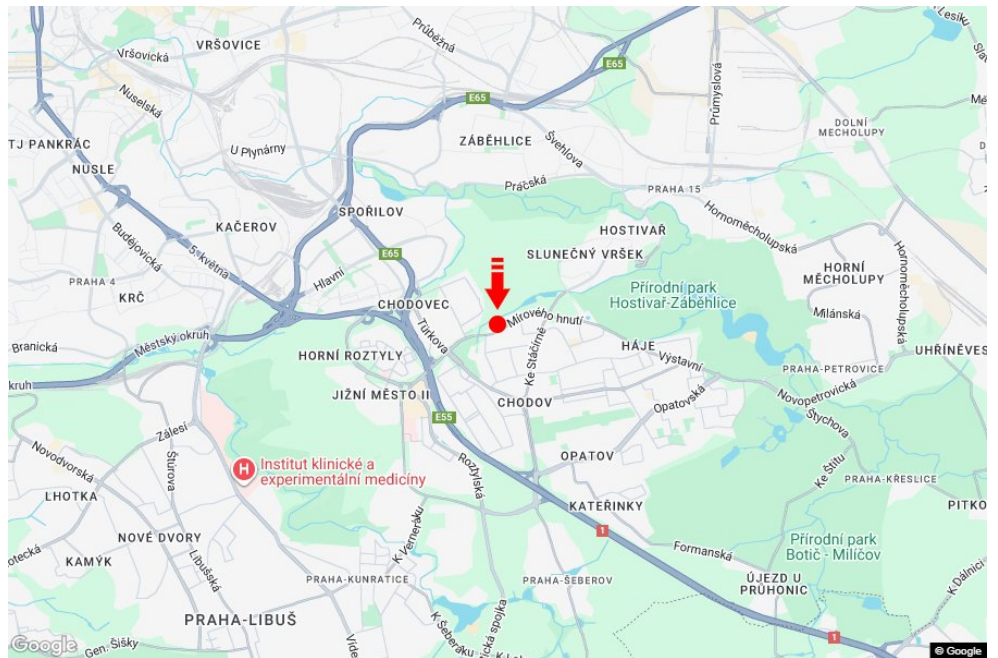 VRŠOVICE
Průběžná
Vršovická
E65
E65
Průmyslová
Nuselská
DOLNÍ
MECHOLUPY
TJ PANKRÁC
NUSLE
U Plynárny
ZÁBĚHLICE
Švehlova
Práčská
PRAHA 15
SPOŘILOV
KAČEROV
Budějovická
5. května
Hornoměcholupská
HOSTIVAŘ
SLUNEČNÝ
VRŠEK
E65
Hlavní
PRAHA 4
KRČ
HORNÍ
MĚCHOLUPY
Hornoměcholupská
Přírodní park
Hostivař-Záběhlice
CHODOVEC
Türkova
Mírového hnutí
Milánská
Branická
Městský okruh
okruh
HORNÍ ROZTYLY
Ke Stáčírně
HÁJE
Výstavní
UHŘÍNĚVES
PRAHA-PETROVICE
Novopetrovická
JIŽNÍ MĚSTO II
CHODOV
Opatovská
Štychova
E55
Zálesí
Novodvorská
Štúrova
OPATOV
Roztylská
Institut klinické a
experimentální medicíny
Ke Štítu
PRAHA-KŘESLICE
LHOTKA
KATEŘINKY
1
PITKO
NOVÉ DVORY
K Verneráku
Přírodní park
Botič - Milíčov
Formanská
KAMÝK
Libušská
PRAHA-KUNRATICE
PRAHA-ŠEBEROV
ÚJEZD U
PRŮHONIC
K Dálnici
PRAHA-LIBUŠ
K Šeberáku
1
Google
Gen. Šišky
© Google